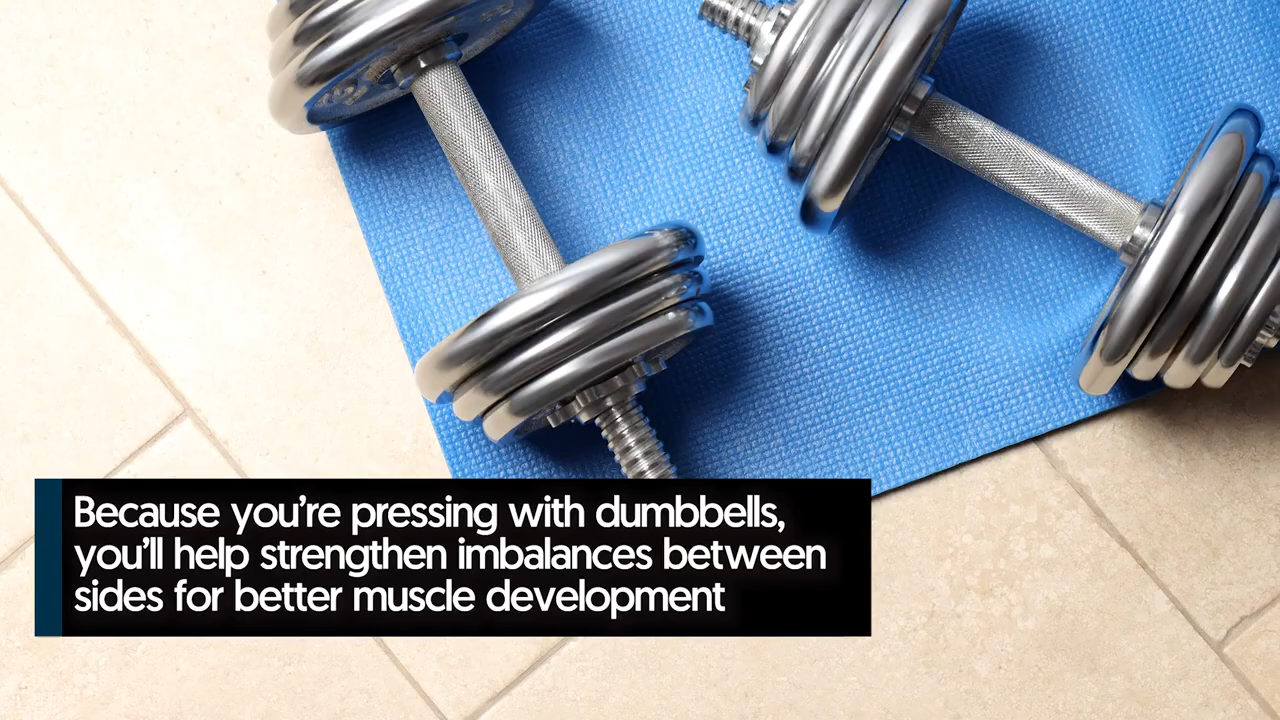 Because you’re pressing with dumbbells,
you’ll help strengthen imbalances between
sides for better muscle development